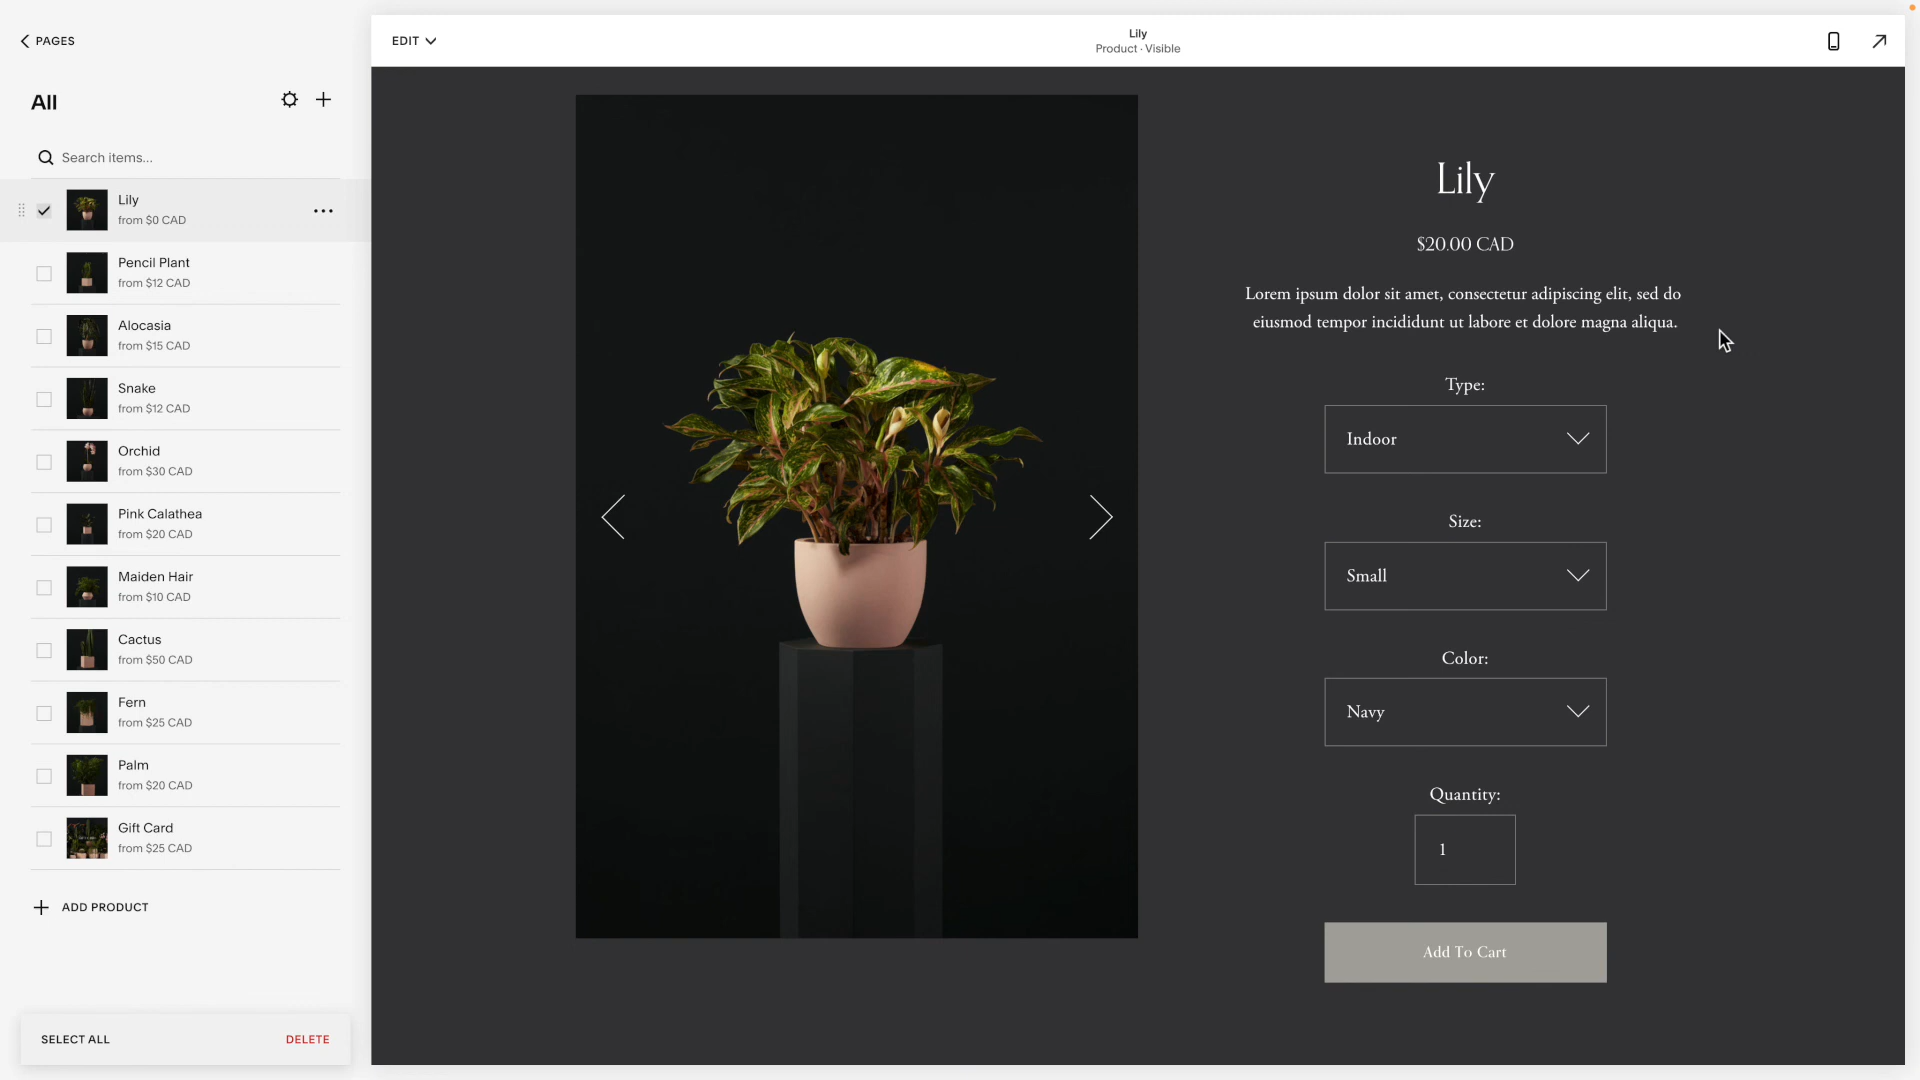 PAGES
All
Search items...
Lily
from $0 CAD
Pencil Plant
from $12 CAD
Alocasia
from $15 CAD
Snake
from $12 CAD
Orchid
from $30 CAD
Pink Calathea
from $20 CAD
Maiden Hair
from $10 CAD
Cactus
from $50 CAD
Fern
from $25 CAD
Palm
from $20 CAD
Gift Card
from $25 CAD
ADD PRODUCT
SELECT ALL
DELETE
EDIT
Lily
Product · Visible
Lily
$20.00 CAD
Lorem ipsum dolor sit amet, consectetur adipiscing elit, sed do
eiusmod tempor incididunt ut labore et dolore magna aliqua.
Type:
Indoor
Size:
Small
Color:
Navy
Quantity:
1
Add To Cart